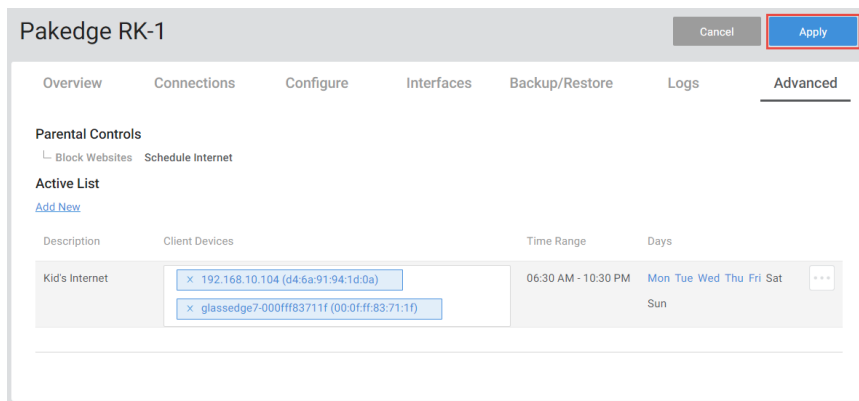 Pakedge RK-1
Cancel
Apply
Overview Connections Configure Interfaces Backup/Restore Logs Advanced
Parental Controls
Block Websites Schedule Internet
Active List
Add New
Description Client Devices Time Range Days
Kid's Internet × 192.168.10.104 (d4:6a:91:94:1d:0a) 06:30 AM - 10:30 PM Mon Tue Wed Thu Fri Sat
× glassedge7-000fff83711f (00:0f:ff:83:71:1f) Sun